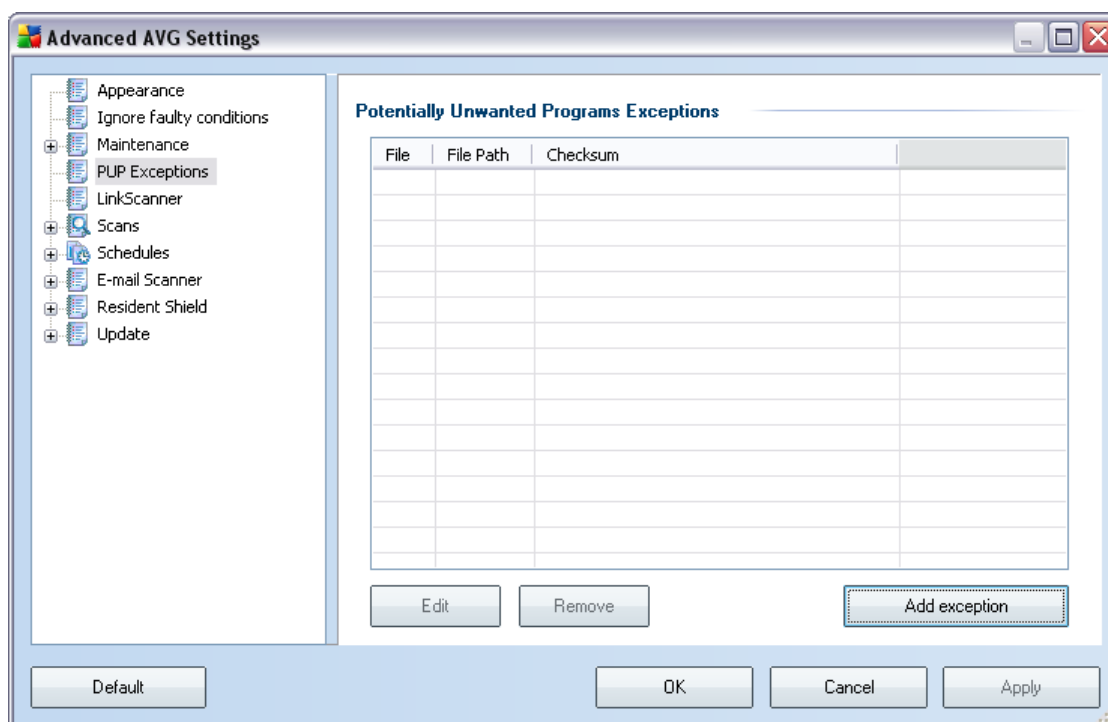 Advanced AVG Settings
Appearance
Ignore faulty conditions
Maintenance
PUP Exceptions
LinkScanner
Scans
Schedules
E-mail Scanner
Resident Shield
Update
Potentially Unwanted Programs Exceptions
File File Path Checksum
Edit Remove Add exception
Default OK Cancel Apply